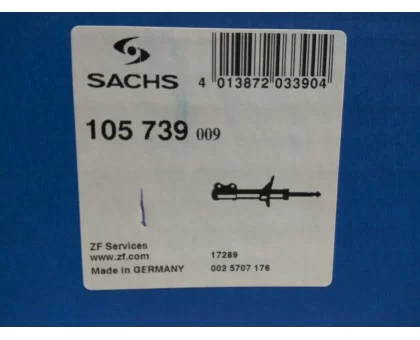 SACHS
4 013872 033904
105 739 009
ZF Services
www.zf.com
Made in GERMANY
17289
002 5707 176